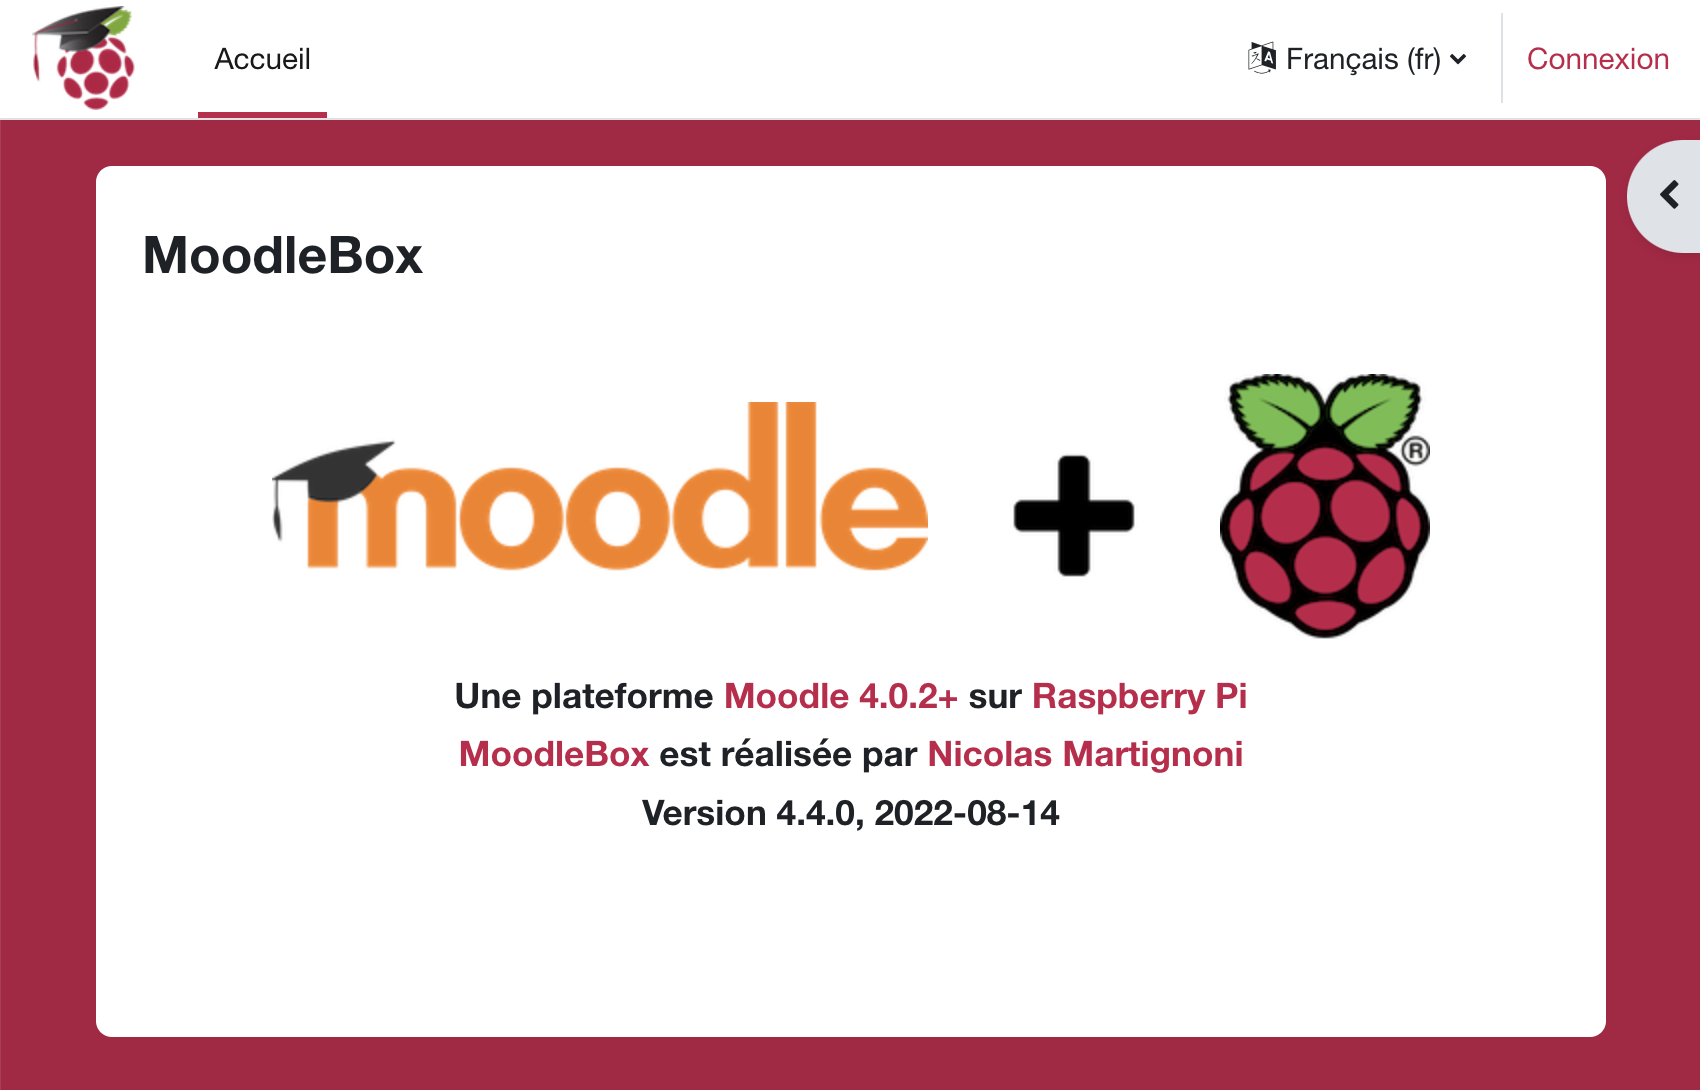 Accueil
Français (fr)
Connexion
MoodleBox
moodle
®
Une plateforme Moodle 4.0.2+ sur Raspberry Pi
MoodleBox est réalisée par Nicolas Martignoni
Version 4.4.0, 2022-08-14